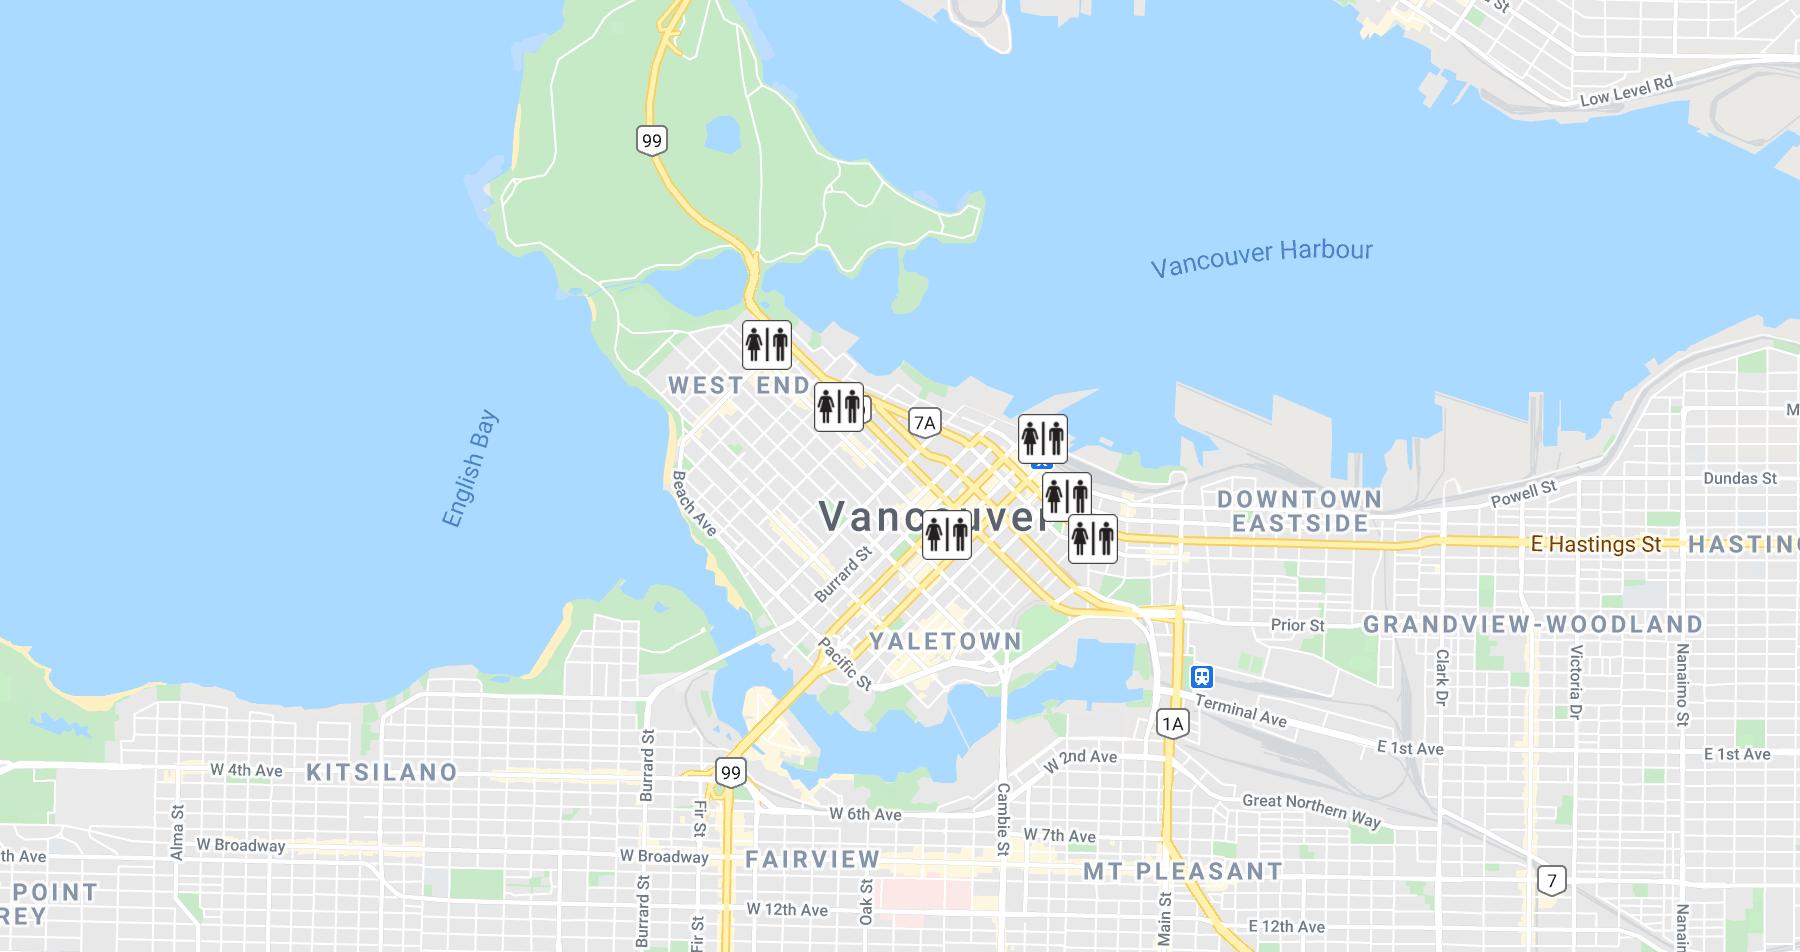 St
Low Level Rd
99
Vancouver Harbour
WEST END
7A
M
English Bay
Beach Ave
Dundas St
Powell St
DOWNTOWN
EASTSIDE
Vancouver
E Hastings St
HASTING
Burrard St
Prior St
GRANDVIEW-WOODLAND
YALETOWN
Pacific St
Clark Dr
Victoria Dr
Nanaimo St
Terminal Ave
1A
E 1st Ave
E 1st Ave
W 2nd Ave
W 4th Ave
KITSILANO
Burrard St
99
Fir St
Cambie St
Great Northern Way
W 6th Ave
Alma St
W 7th Ave
W Broadway
th Ave
W Broadway
FAIRVIEW
MT PLEASANT
7
POINT
REY
Burrard St
Oak St
W 12th Ave
Main St
E 12th Ave
Fir St
Nanain